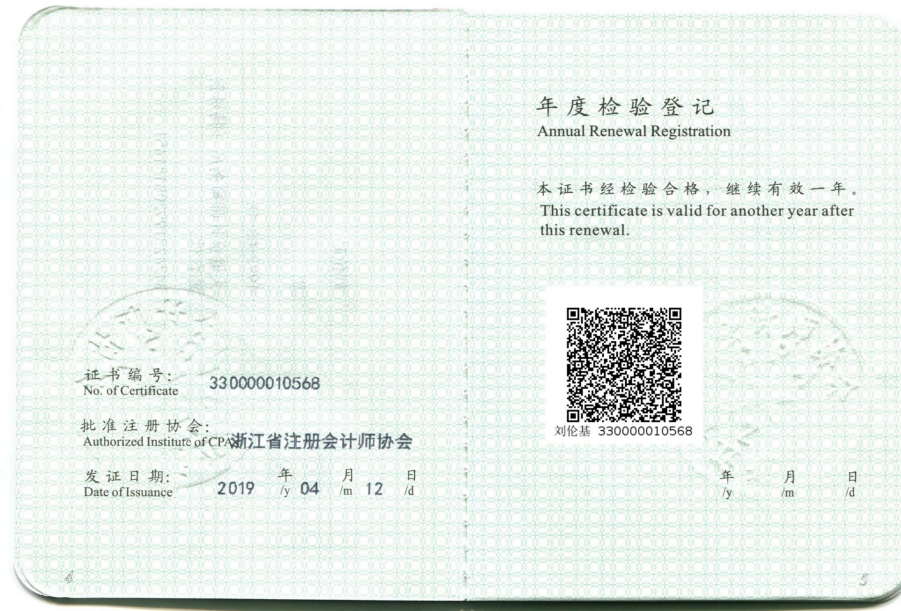 证书编号:
No. of Certificate
330000010568
批准注册协会:
Authorized Institute of CPAs
浙江省注册会计师协会
发证日期:
Date of Issuance
2019 年 04 月 12 日
/y /m /d
4
年度检验登记
Annual Renewal Registration
本证书经检验合格，继续有效一年。
This certificate is valid for another year after
this renewal.
刘伦基 330000010568
年 月 日
/y /m /d
5